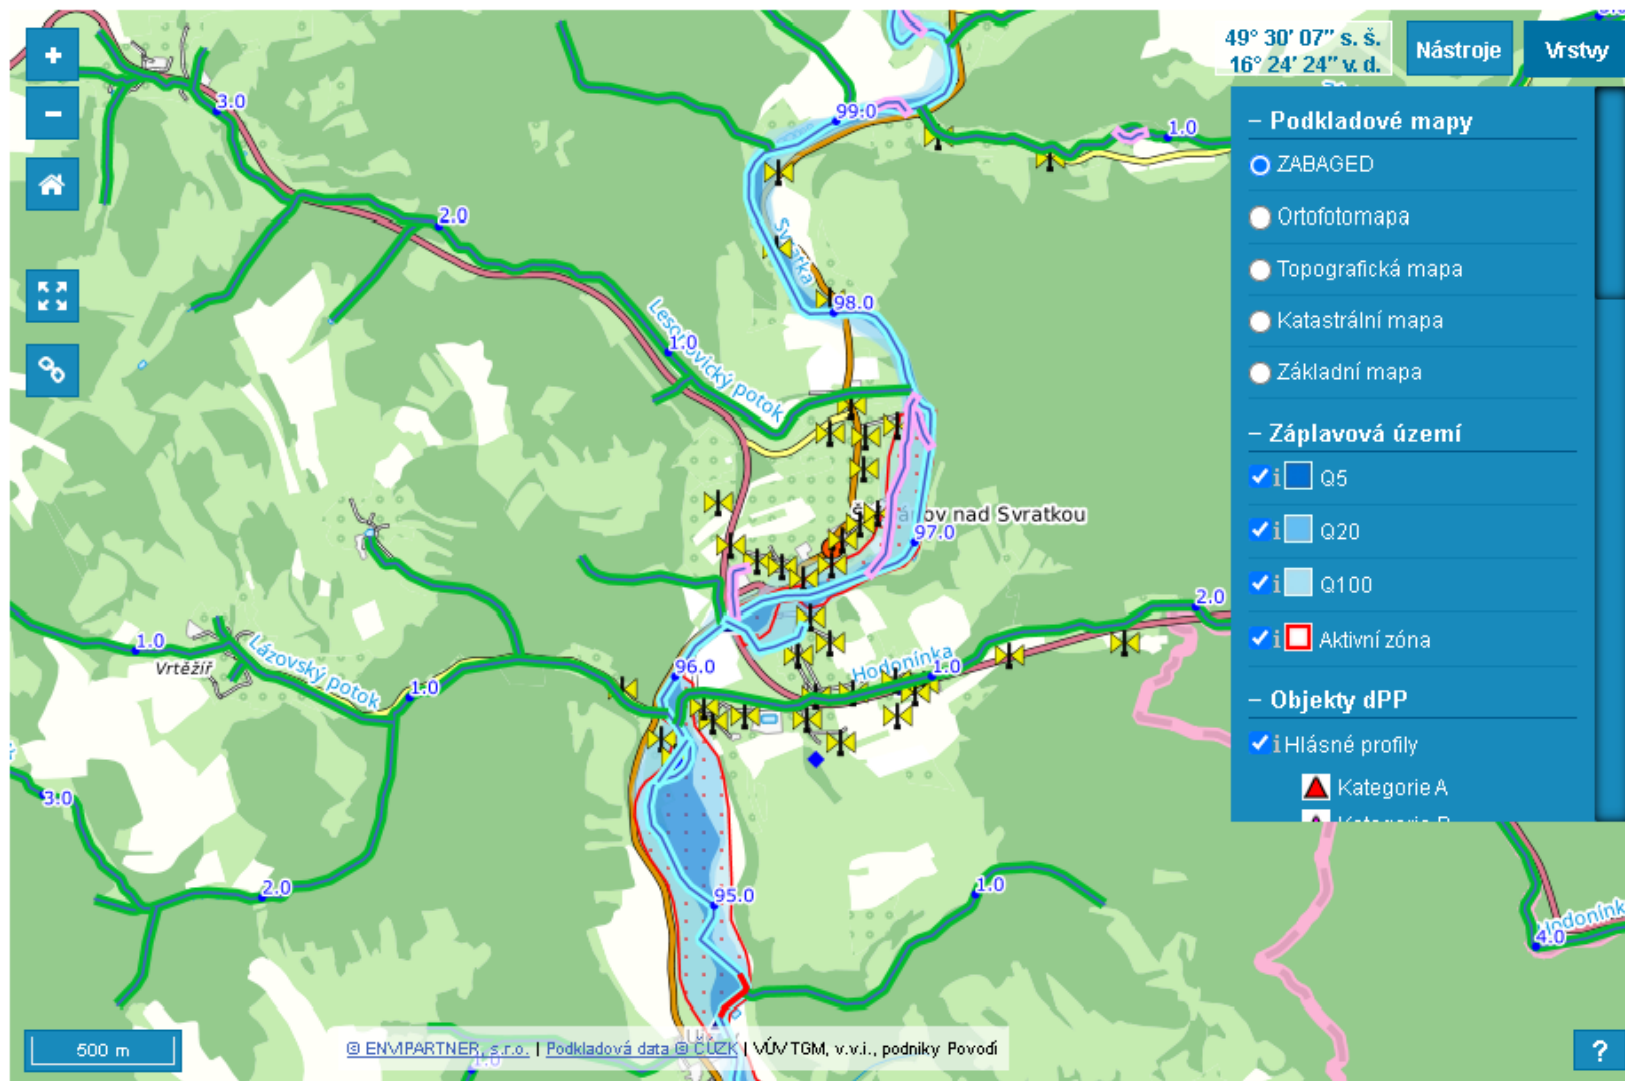 49° 30' 07" s. š.
16° 24' 24" v. d.
Nástroje
Vrstvy
– Podkladové mapy
ZABAGED
Ortofotomapa
Topografická mapa
Katastrální mapa
Základní mapa
– Záplavová území
i Q5
i Q20
i Q100
i Aktivní zóna
– Objekty dPP
i Hlásné profily
Kategorie A
3.0
99.0
1.0
2.0
Svratka
98.0
1.0
potok
nad Svratkou
97.0
2.0
1.0
Vrtěžíř
Lázovský potok
1.0
96.0
Hodonínka
1.0
3.0
2.0
95.0
1.0
4.0
1.0
500 m
© ENVIPARTNER, s.r.o. | Podkladová data © ČÚZK | VÚV TGM, v.v.i., podniky Povodí
?